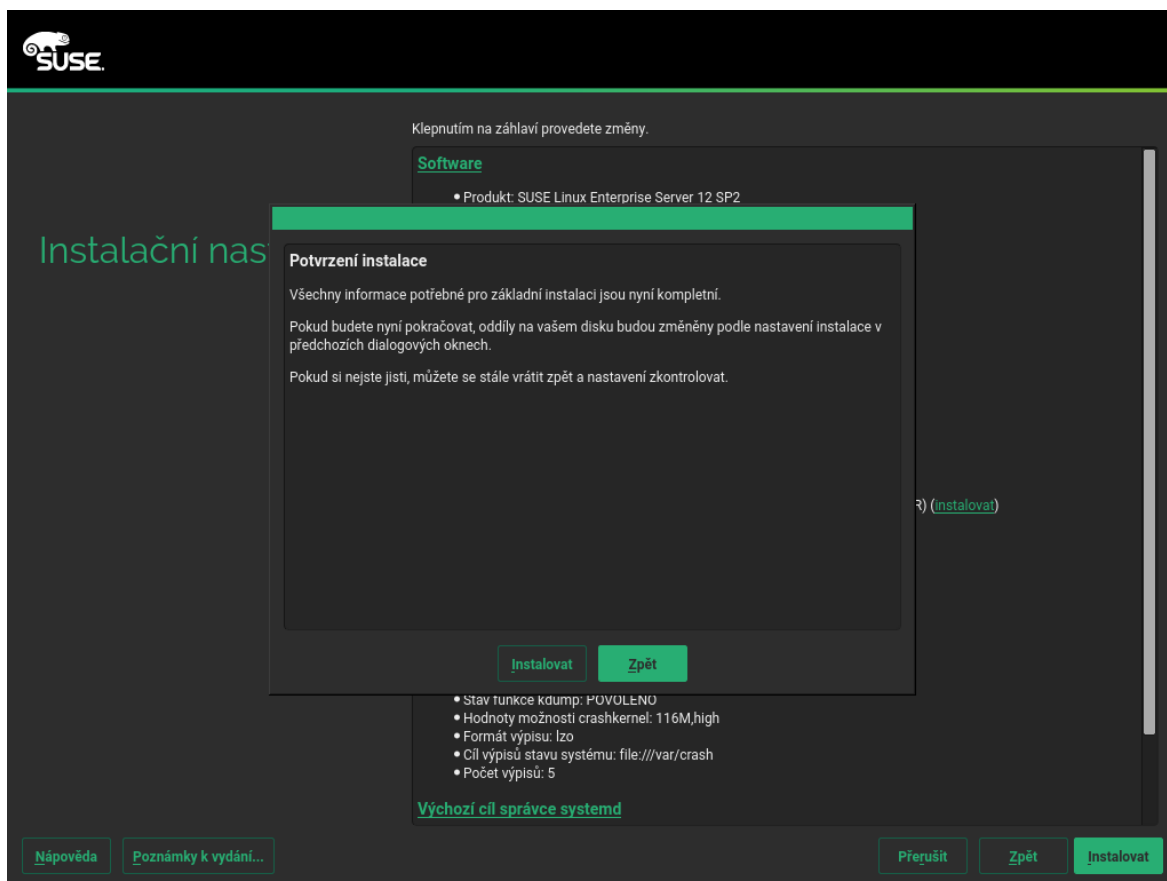 SUSE.
Klepnutím na záhlaví provedete změny.
Software
Produkt: SUSE Linux Enterprise Server 12 SP2
Instalační nas
Potvrzení instalace
Všechny informace potřebné pro základní instalaci jsou nyní kompletní.
Pokud budete nyní pokračovat, oddíly na vašem disku budou změněny podle nastavení instalace v
předchozích dialogových oknech.
Pokud si nejste jisti, můžete se stále vrátit zpět a nastavení zkontrolovat.
R) (instalovat)
Instalovat Zpět
Stav funkce kdump: POVOLENO
Hodnoty možnosti crashkernel: 116M,high
Formát výpisu: lzo
Cíl výpisů stavu systému: file:///var/crash
Počet výpisů: 5
Výchozí cíl správce systemd
Nápověda Poznámky k vydání... Přerušit Zpět Instalovat